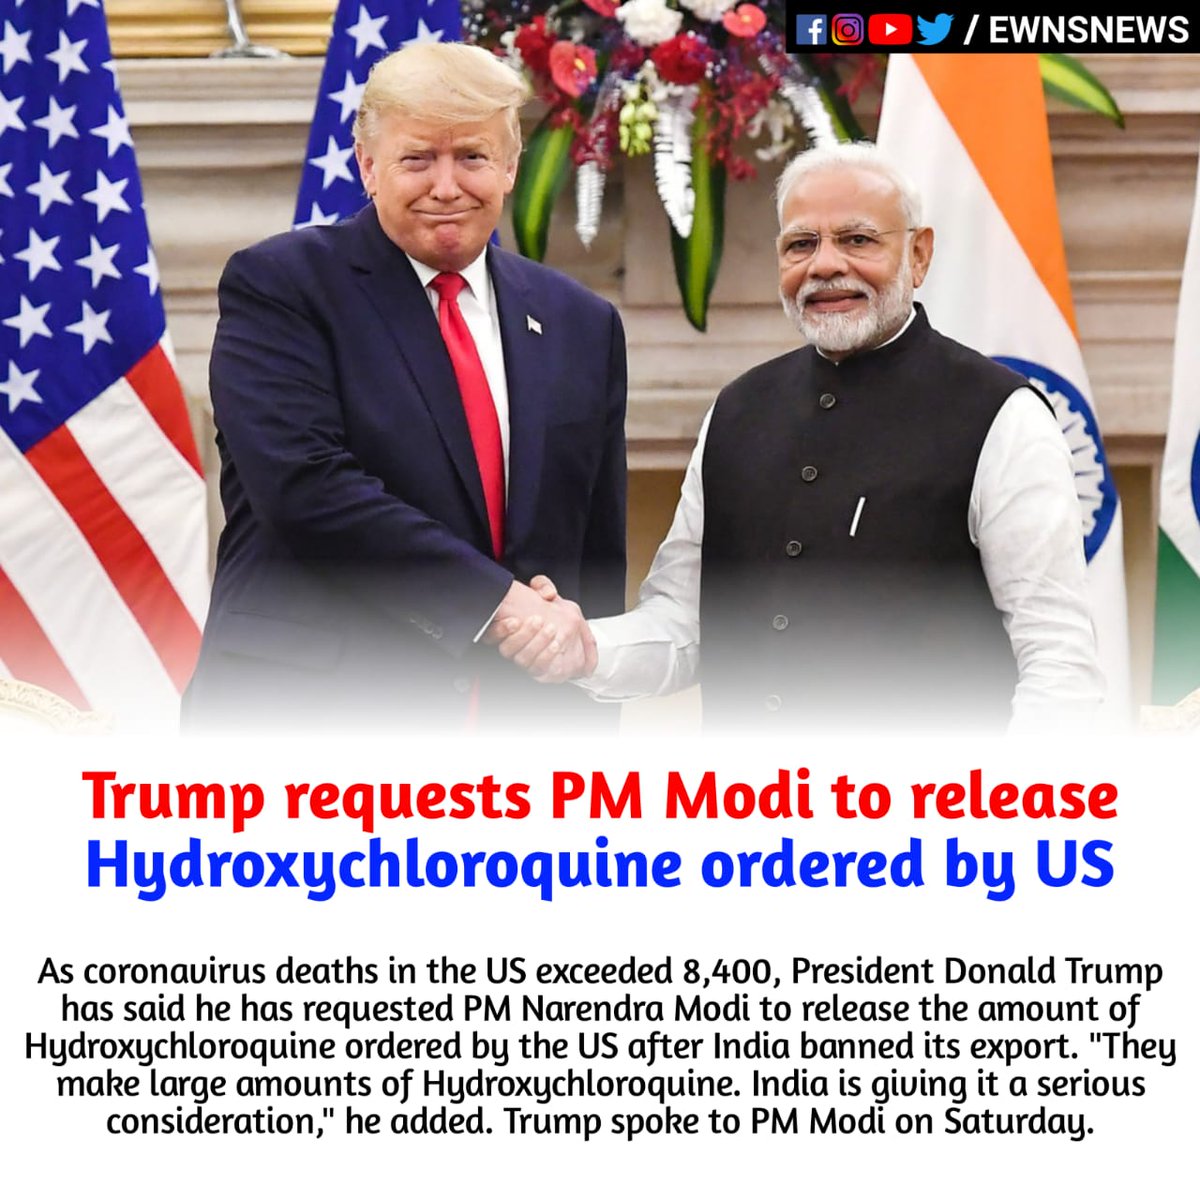 / EWNSNEWS
Trump requests PM Modi to release
Hydroxychloroquine ordered by US
As coronavirus deaths in the US exceeded 8,400, President Donald Trump
has said he has requested PM Narendra Modi to release the amount of
Hydroxychloroquine ordered by the US after India banned its export. "They
make large amounts of Hydroxychloroquine. India is giving it a serious
consideration," he added. Trump spoke to PM Modi on Saturday.